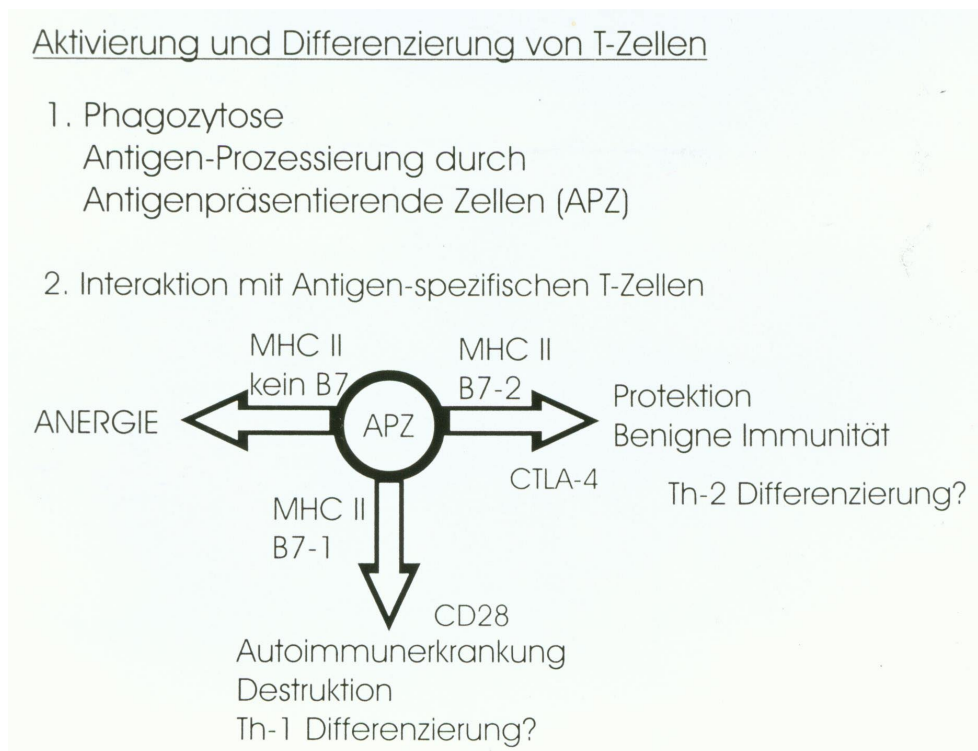 Aktivierung und Differenzierung von T-Zellen
1. Phagozytose
Antigen-Prozessierung durch
Antigenpräsentierende Zellen (APZ)
2. Interaktion mit Antigen-spezifischen T-Zellen
MHC II
kein B7
MHC II
B7-2
ANERGIE
APZ
Protektion
Benigne Immunität
CTLA-4
Th-2 Differenzierung?
MHC II
B7-1
CD28
Autoimmunerkrankung
Destruktion
Th-1 Differenzierung?